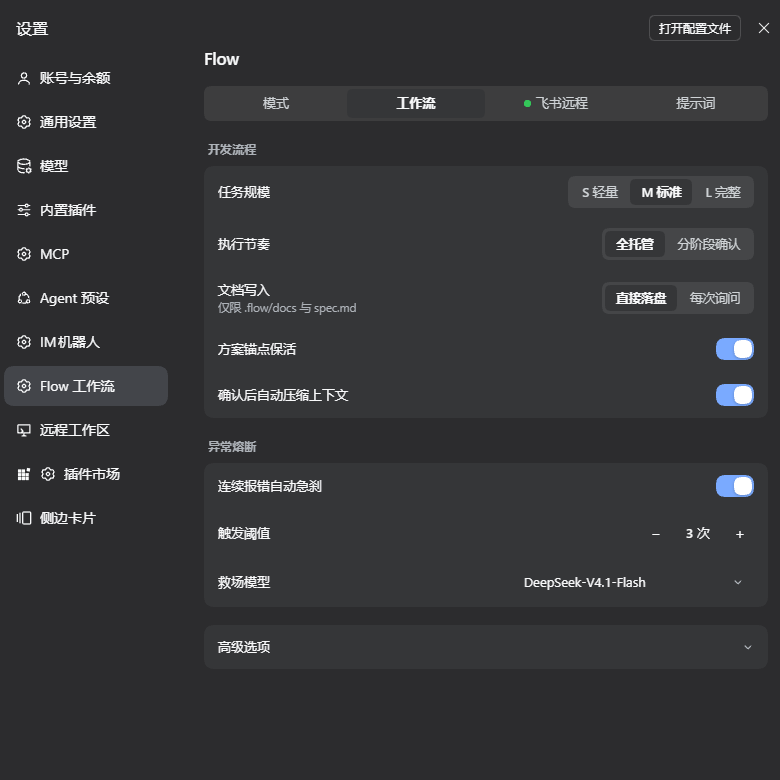 设置
打开配置文件
账号与余额
通用设置
模型
内置插件
MCP
Agent 预设
IM机器人
Flow 工作流
远程工作区
插件市场
侧边卡片
Flow
模式 工作流 飞书远程 提示词
开发流程
任务规模 S 轻量 M 标准 L 完整
执行节奏 全托管 分阶段确认
文档写入 直接落盘 每次询问
仅限 .flow/docs 与 spec.md
方案锚点保活
确认后自动压缩上下文
异常熔断
连续报错自动急刹
触发阈值 − 3 次 +
救场模型 DeepSeek-V4.1-Flash
高级选项